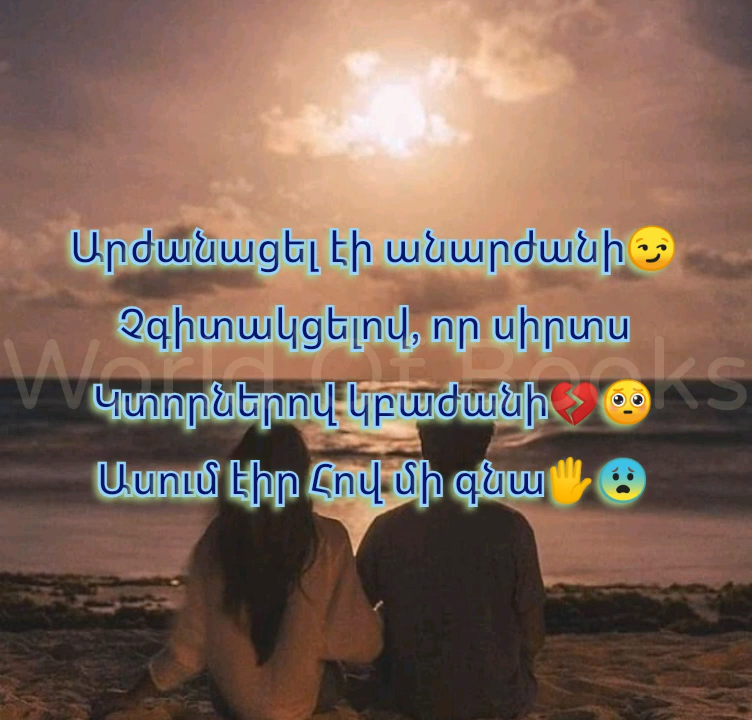 Արժանացել էի անարժանի😏
Չգիտակցելով, որ սիրտս
World Of Books
Կտորներով կբաժանի💔🥺
Ասում էիր Հով մի գնա🖐😨